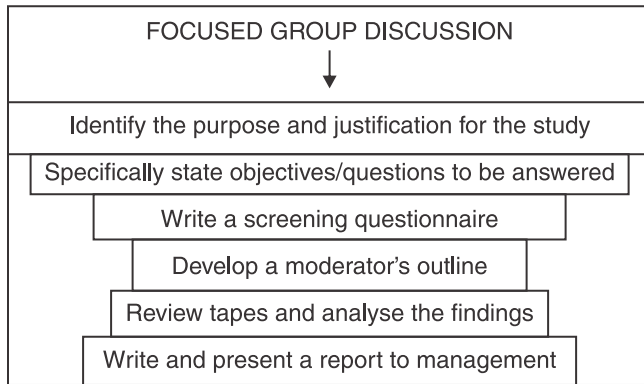 FOCUSED GROUP DISCUSSION
Identify the purpose and justification for the study
Specifically state objectives/questions to be answered
Write a screening questionnaire
Develop a moderator's outline
Review tapes and analyse the findings
Write and present a report to management